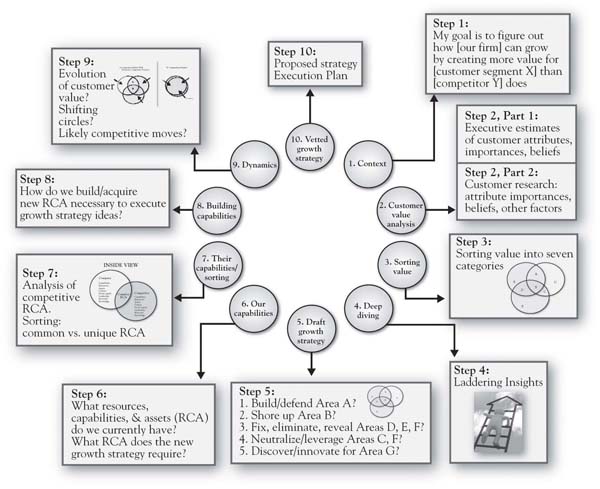 Step 1:
My goal is to figure out
how [our firm] can grow
by creating more value for
[customer segment X] than
[competitor Y] does
Step 2, Part 1:
Executive estimates
of customer attributes,
importances, beliefs
Step 2, Part 2:
Customer research:
attribute importances,
beliefs, other factors
Step 3:
Sorting value into seven
categories
Step 4:
Laddering Insights
Step 5:
1. Build/defend Area A?
2. Shore up Area B?
3. Fix, eliminate, reveal Areas D, E, F?
4. Neutralize/leverage Areas C, F?
5. Discover/innovate for Area G?
Step 6:
What resources,
capabilities, & assets (RCA)
do we currently have?
What RCA does the new
growth strategy require?
Step 7:
Analysis of
competitive
RCA.
Sorting:
common vs. unique RCA
INSIDE VIEW
Step 8:
How do we build/acquire
new RCA necessary to execute
growth strategy ideas?
Step 9:
Evolution
of customer
value?
Shifting
circles?
Likely competitive moves?
Step 10:
Proposed strategy
Execution Plan
1. Context
2. Customer
value
analysis
3. Sorting
value
4. Deep
diving
5. Draft
growth
strategy
6. Our
capabilities
7. Their
capabilities/
sorting
8. Building
capabilities
9. Dynamics
10. Vetted
growth
strategy